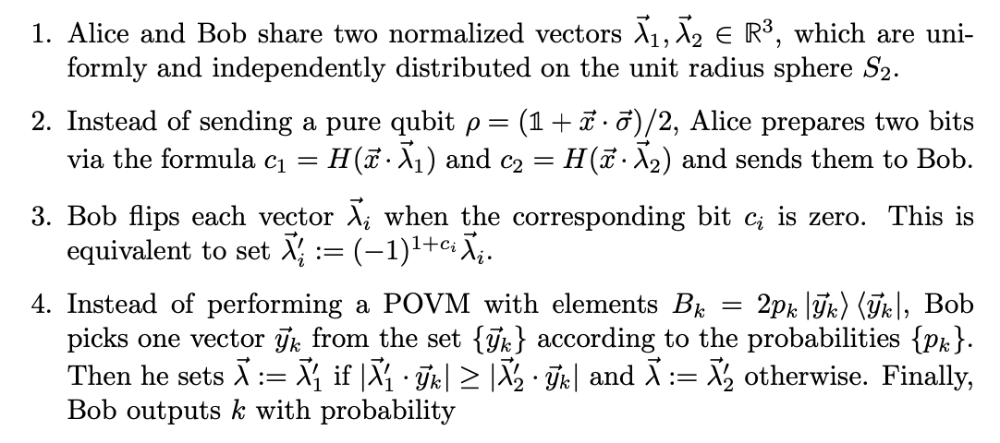 1. Alice and Bob share two normalized vectors $\vec{\lambda}_1, \vec{\lambda}_2 \in \mathbb{R}^3$, which are uni-
formly and independently distributed on the unit radius sphere $S_2$.
2. Instead of sending a pure qubit $\rho = (\mathbb{1} + \vec{x} \cdot \vec{\sigma})/2$, Alice prepares two bits
via the formula $c_1 = H(\vec{x} \cdot \vec{\lambda}_1)$ and $c_2 = H(\vec{x} \cdot \vec{\lambda}_2)$ and sends them to Bob.
3. Bob flips each vector $\vec{\lambda}_i$ when the corresponding bit $c_i$ is zero. This is
equivalent to set $\vec{\lambda}'_i := (-1)^{1+c_i} \vec{\lambda}_i$.
4. Instead of performing a POVM with elements $B_k = 2p_k |\vec{y}_k\rangle \langle\vec{y}_k|$, Bob
picks one vector $\vec{y}_k$ from the set $\{\vec{y}_k\}$ according to the probabilities $\{p_k\}$.
Then he sets $\vec{\lambda} := \vec{\lambda}'_1$ if $|\vec{\lambda}'_1 \cdot \vec{y}_k| \geq |\vec{\lambda}'_2 \cdot \vec{y}_k|$ and $\vec{\lambda} := \vec{\lambda}'_2$ otherwise. Finally,
Bob outputs $k$ with probability